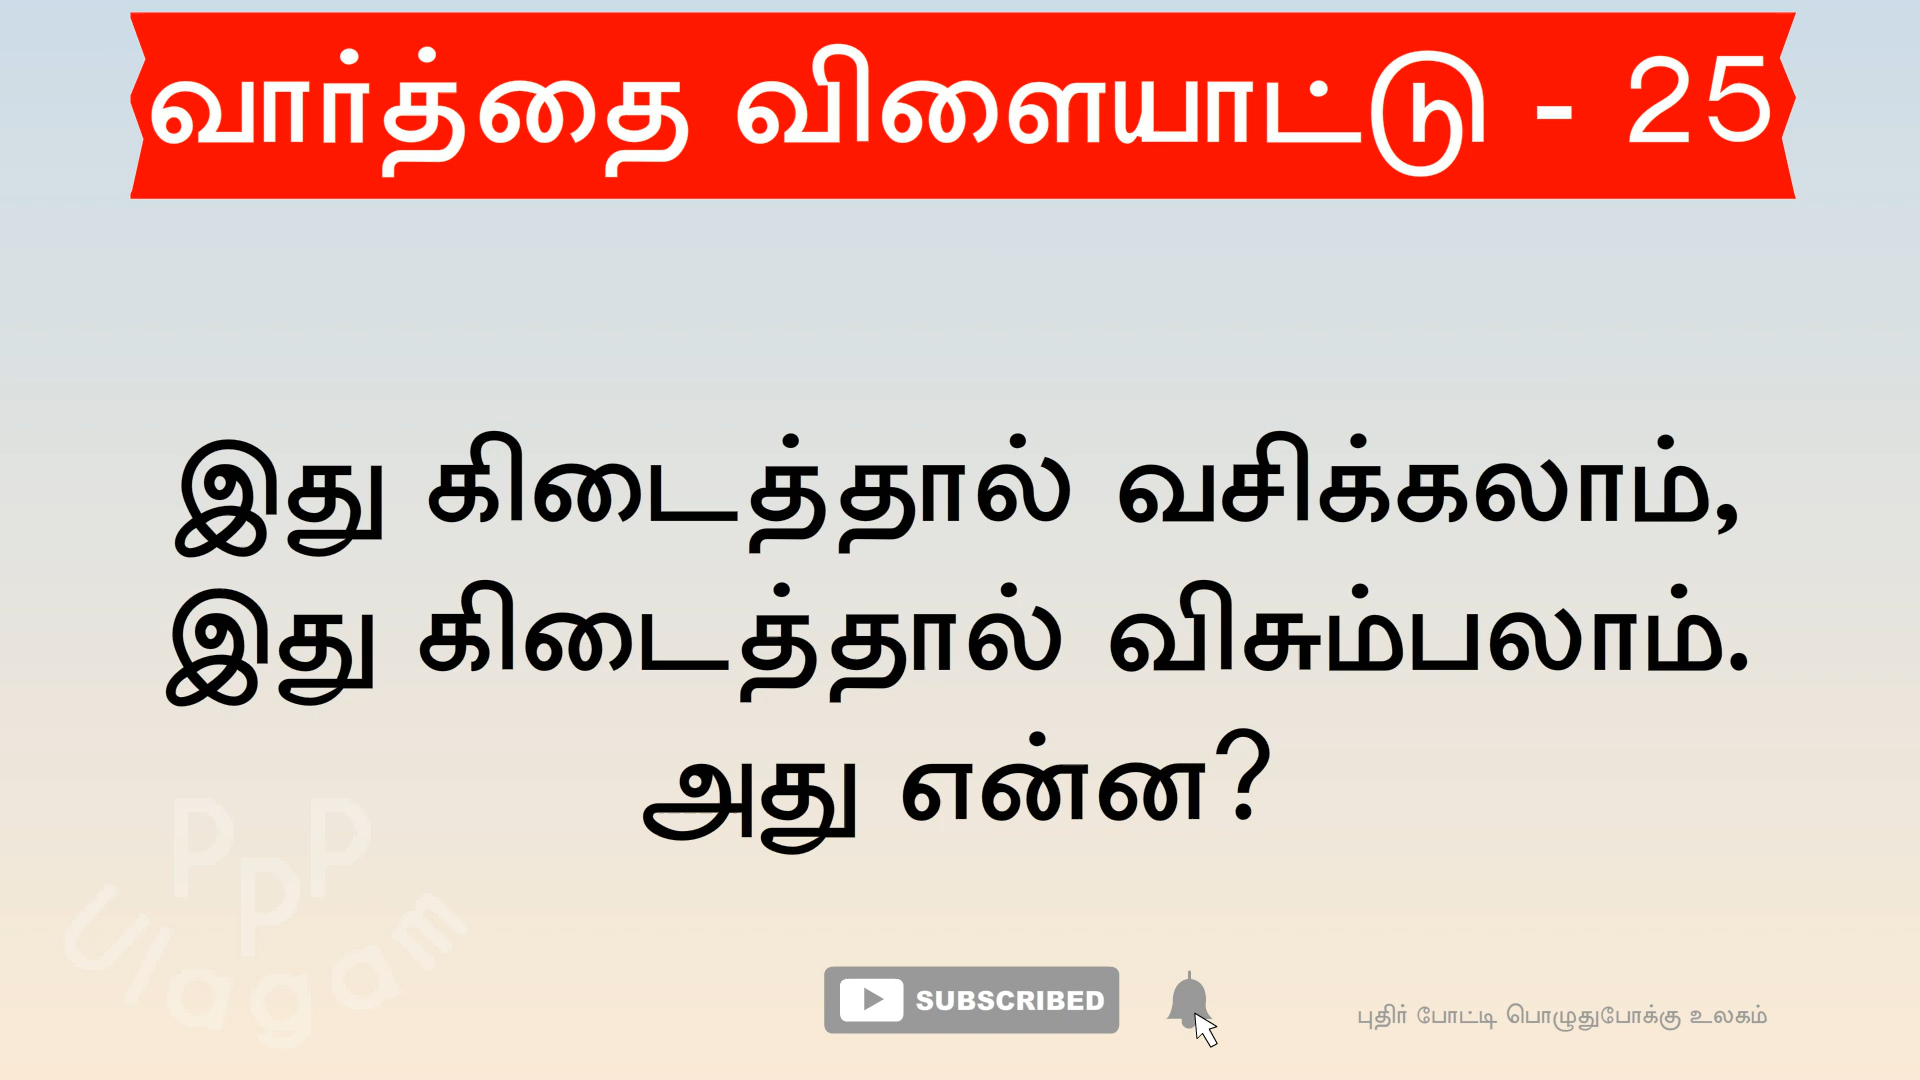 வார்த்தை விளையாட்டு - 25
இது கிடைத்தால் வசிக்கலாம்,
இது கிடைத்தால் விசும்பலாம்.
அது என்ன?
PPP
Ulagam
SUBSCRIBED
புதிர் போட்டி பொழுதுபோக்கு உலகம்